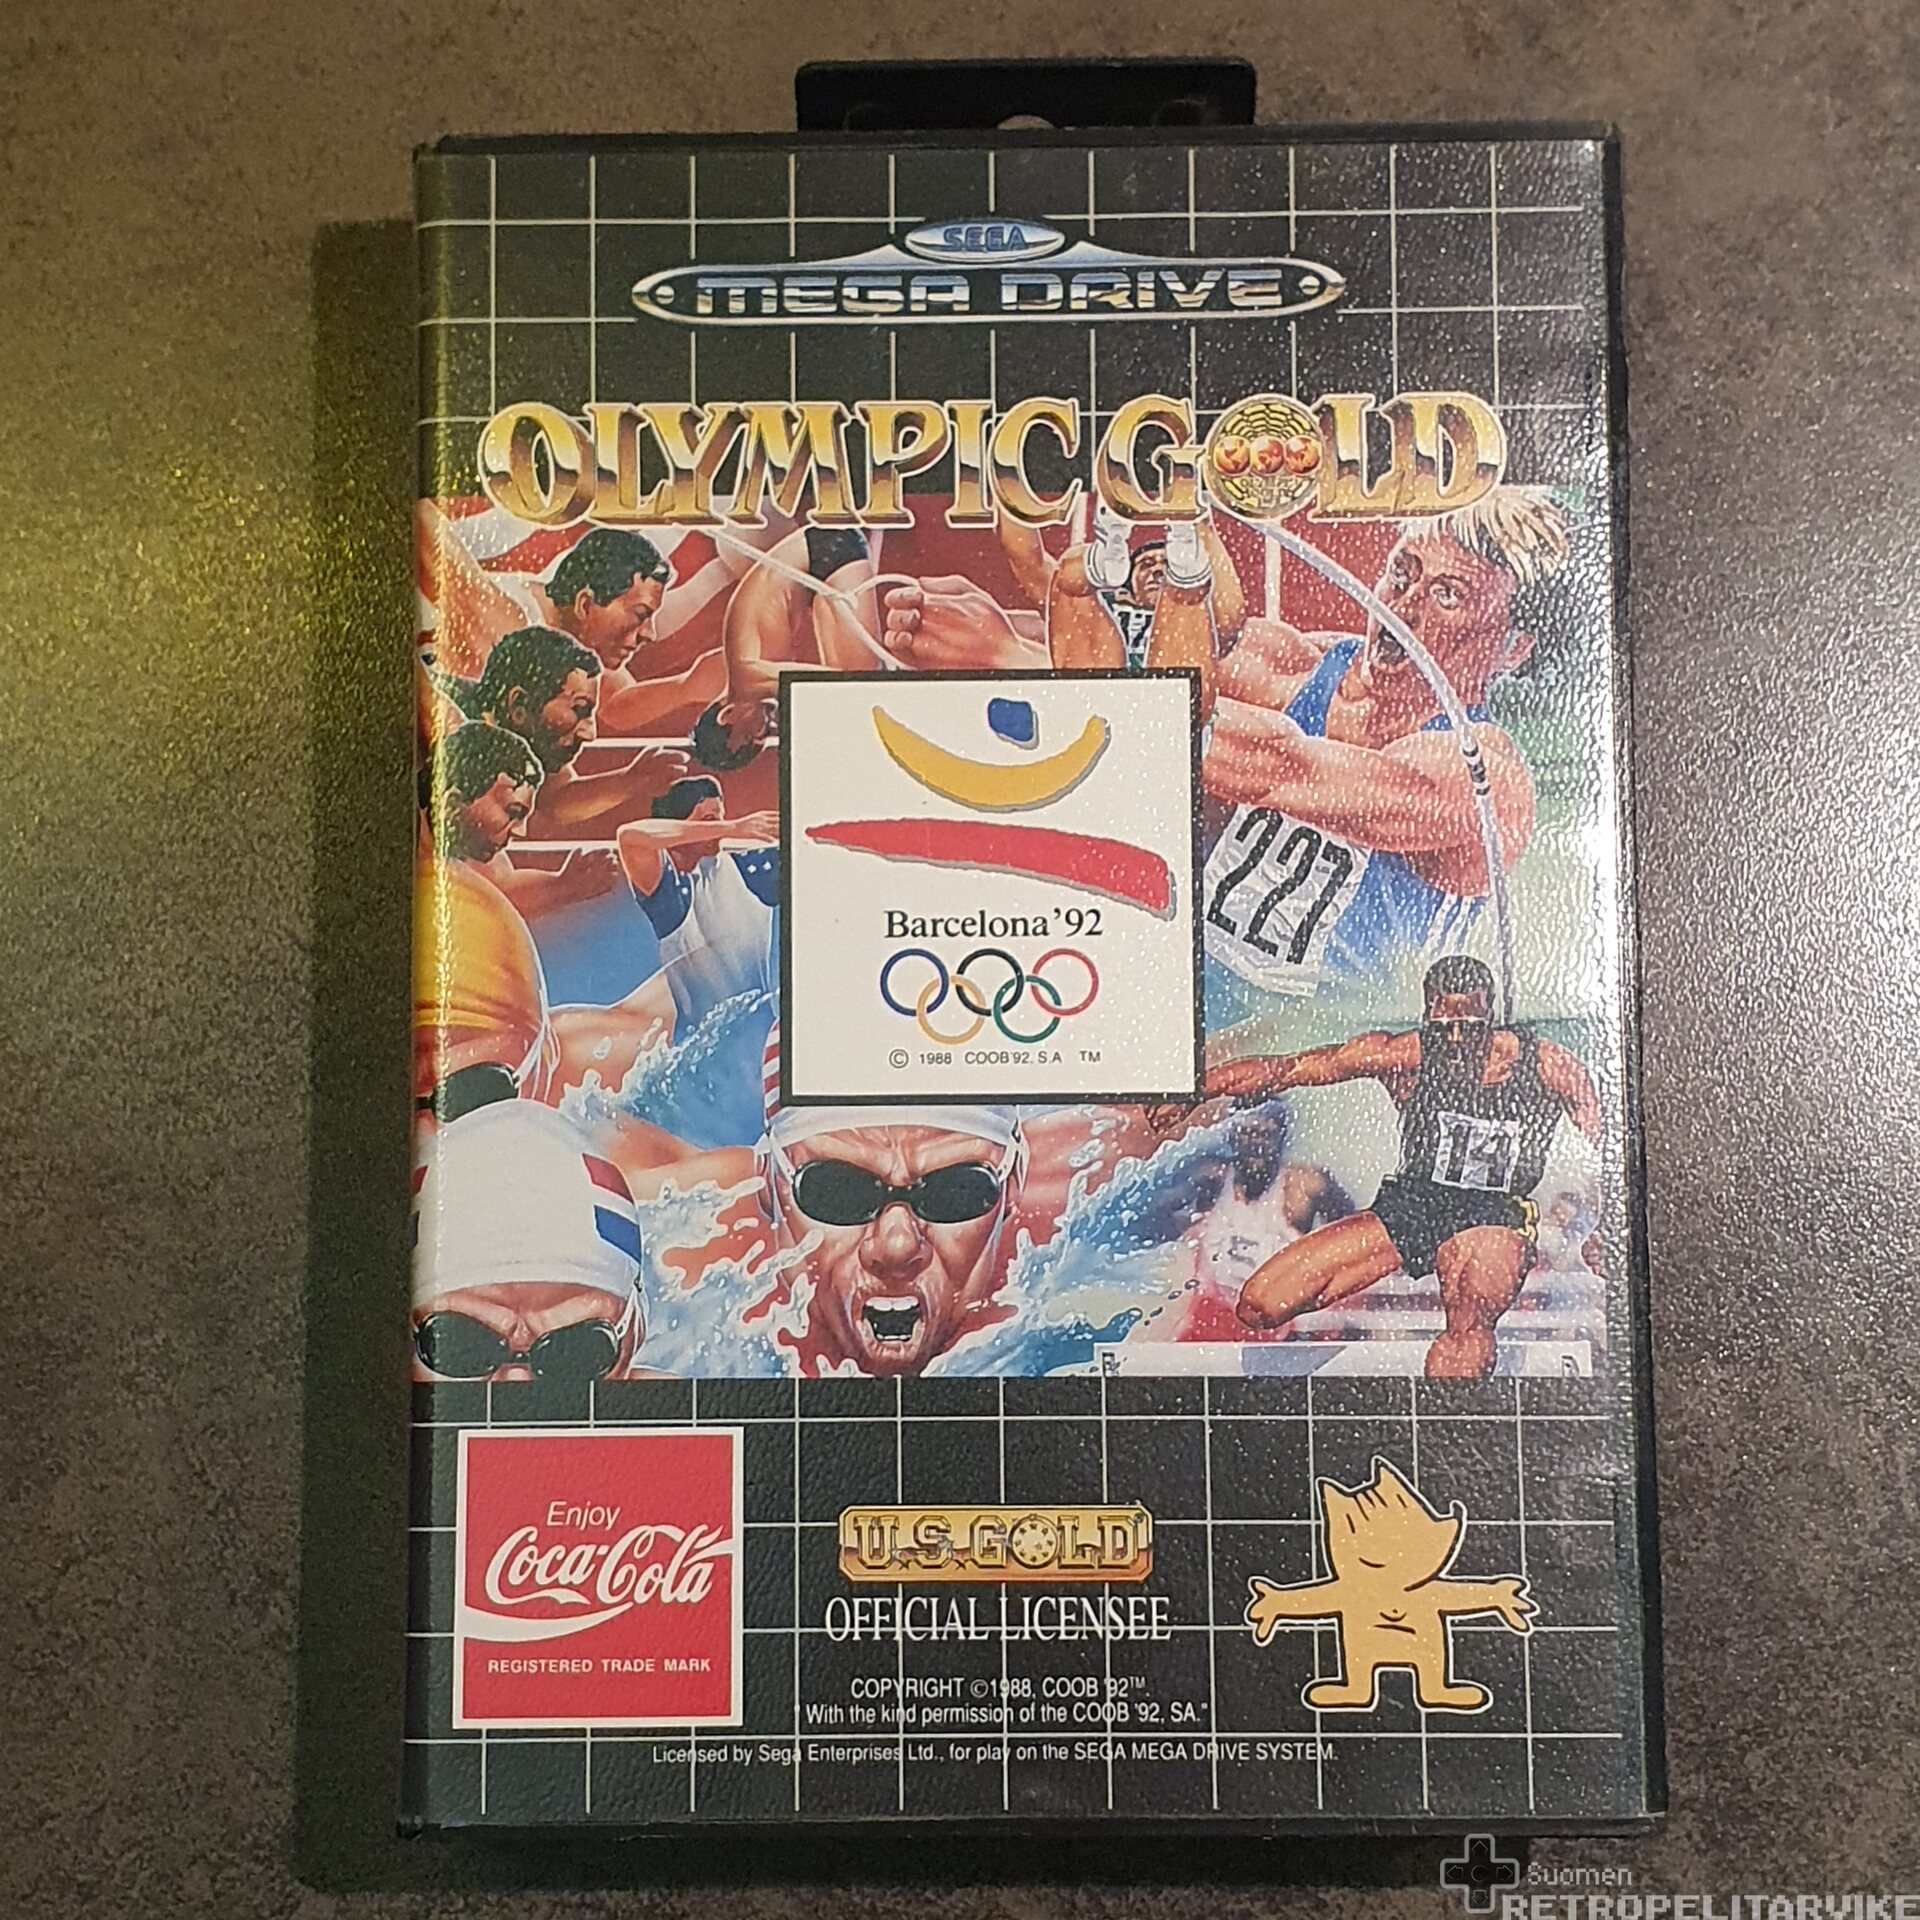 SEGA
MEGA DRIVE
OLYMPIC GOLD
227
Barcelona '92
© 1988 COOB'92, S.A TM
14
Enjoy
Coca-Cola
REGISTERED TRADE MARK
U.S. GOLD
OFFICIAL LICENSEE
COPYRIGHT ©1988, COOB '92™.
"With the kind permission of the COOB '92, SA."
Licensed by Sega Enterprises Ltd., for play on the SEGA MEGA DRIVE SYSTEM.
Suomen
RETROPELITARVIKE